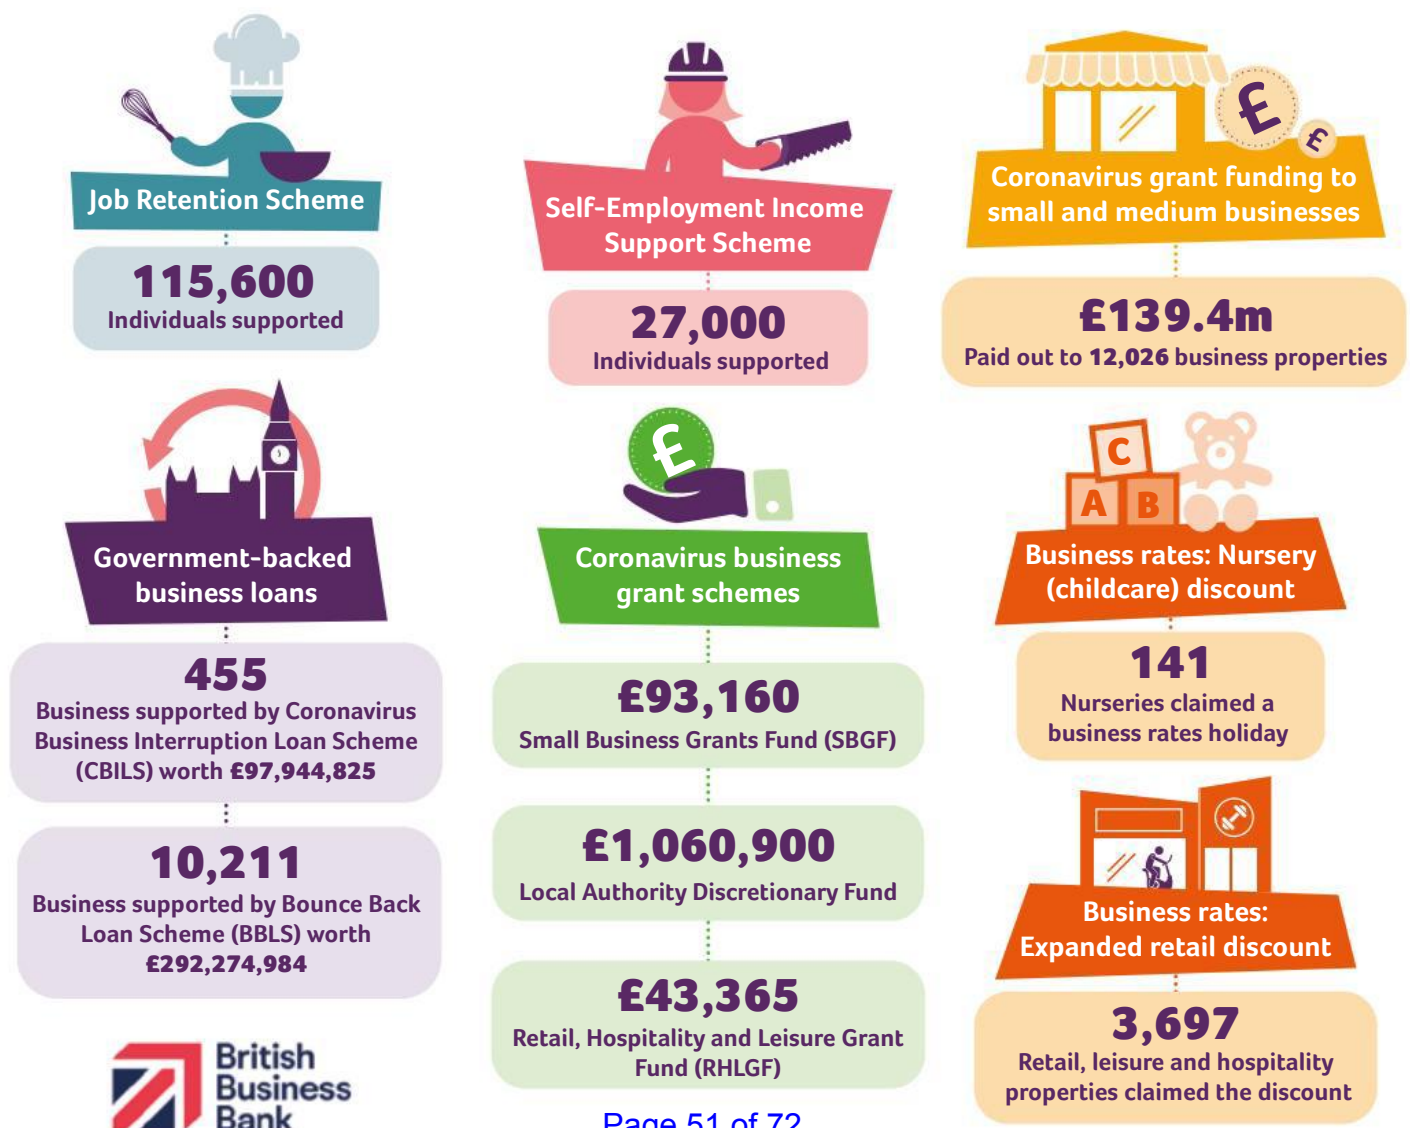 Job Retention Scheme
115,600
Individuals supported
Self-Employment Income
Support Scheme
27,000
Individuals supported
£
£
Coronavirus grant funding to
small and medium businesses
£139.4m
Paid out to 12,026 business properties
Government-backed
business loans
455
Business supported by Coronavirus
Business Interruption Loan Scheme
(CBILS) worth £97,944,825
10,211
Business supported by Bounce Back
Loan Scheme (BBLS) worth
£292,274,984
British
Business
Bank
£
Coronavirus business
grant schemes
£93,160
Small Business Grants Fund (SBGF)
£1,060,900
Local Authority Discretionary Fund
£43,365
Retail, Hospitality and Leisure Grant
Fund (RHLGF)
C
A B
Business rates: Nursery
(childcare) discount
141
Nurseries claimed a
business rates holiday
Business rates:
Expanded retail discount
3,697
Retail, leisure and hospitality
properties claimed the discount
Page 51 of 72